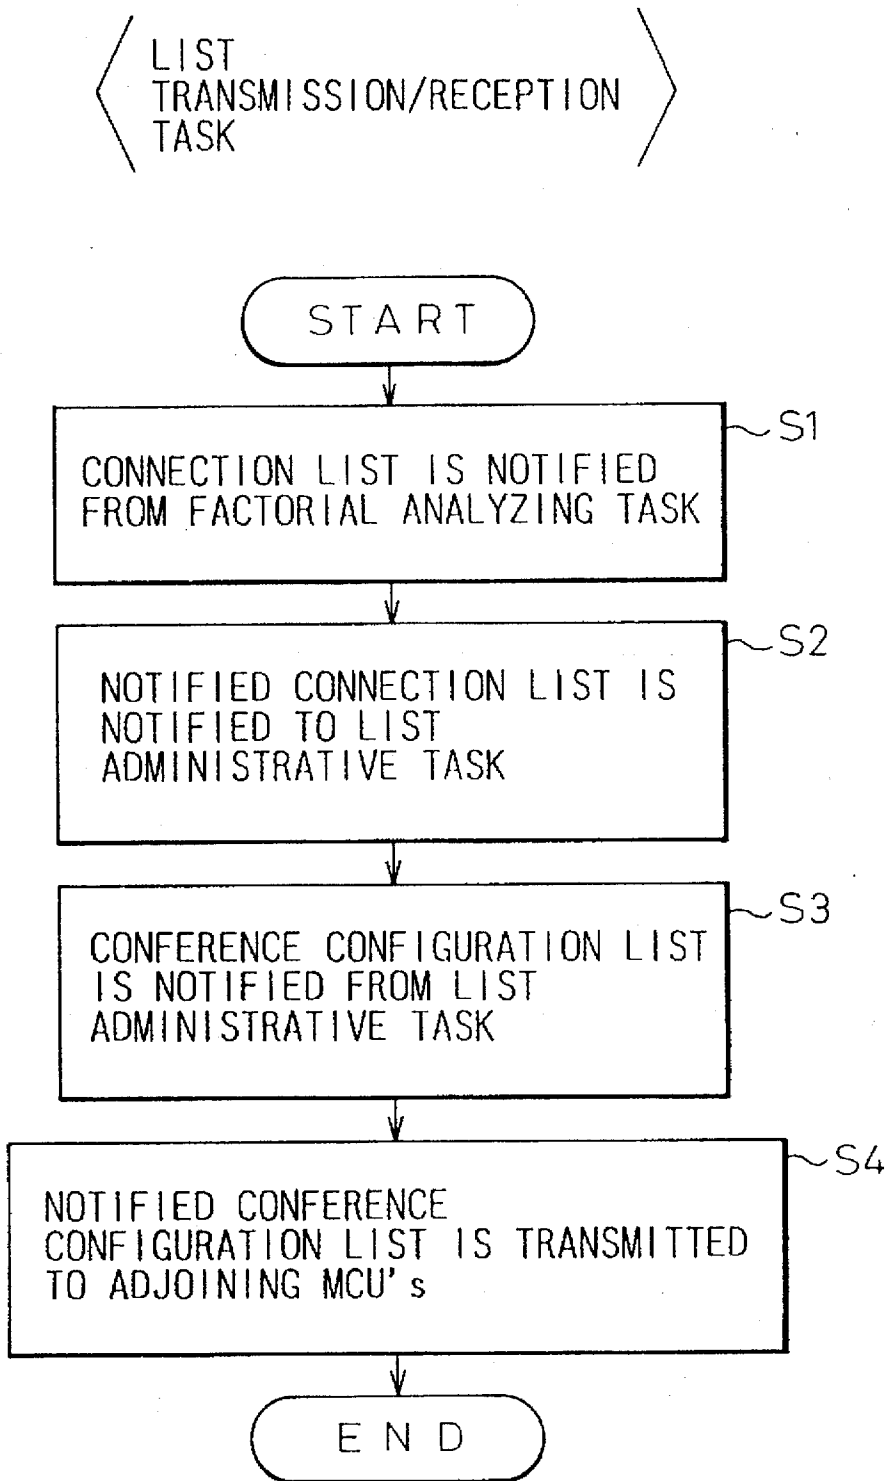 LIST
TRANSMISSION/RECEPTION
TASK
START
S1
CONNECTION LIST IS NOTIFIED
FROM FACTORIAL ANALYZING TASK
S2
NOTIFIED CONNECTION LIST IS
NOTIFIED TO LIST
ADMINISTRATIVE TASK
S3
CONFERENCE CONFIGURATION LIST
IS NOTIFIED FROM LIST
ADMINISTRATIVE TASK
S4
NOTIFIED CONFERENCE
CONFIGURATION LIST IS TRANSMITTED
TO ADJOINING MCU's
END